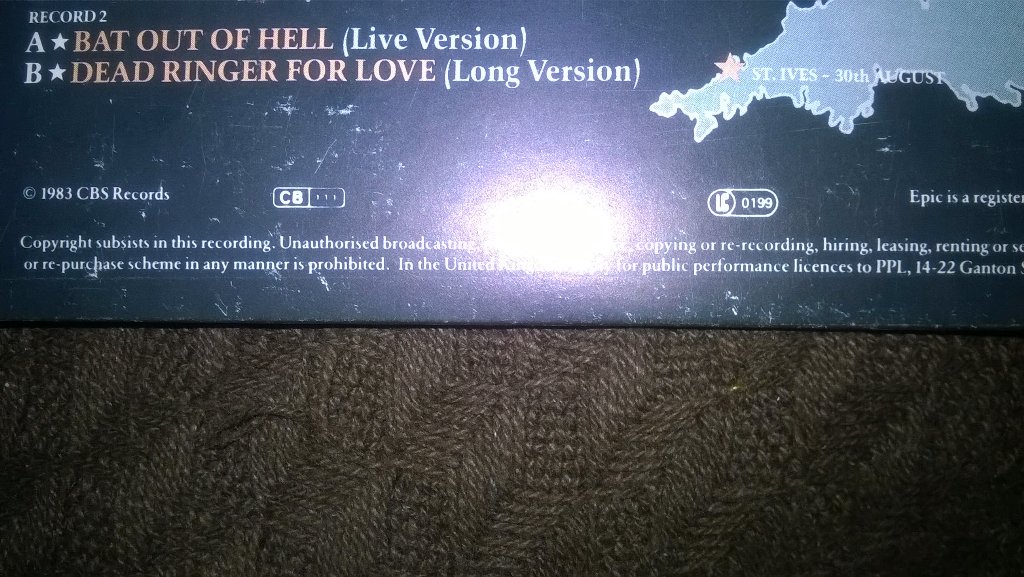 RECORD 2
A ★ BAT OUT OF HELL (Live Version)
B ★ DEAD RINGER FOR LOVE (Long Version)
ST. IVES - 30th AUGUST
© 1983 CBS Records
CB
LC 0199
Epic is a register
Copyright subsists in this recording. Unauthorised broadcasting copying or re-recording, hiring, leasing, renting or
or re-purchase scheme in any manner is prohibited. In the United for public performance licences to PPL, 14-22 Ganton